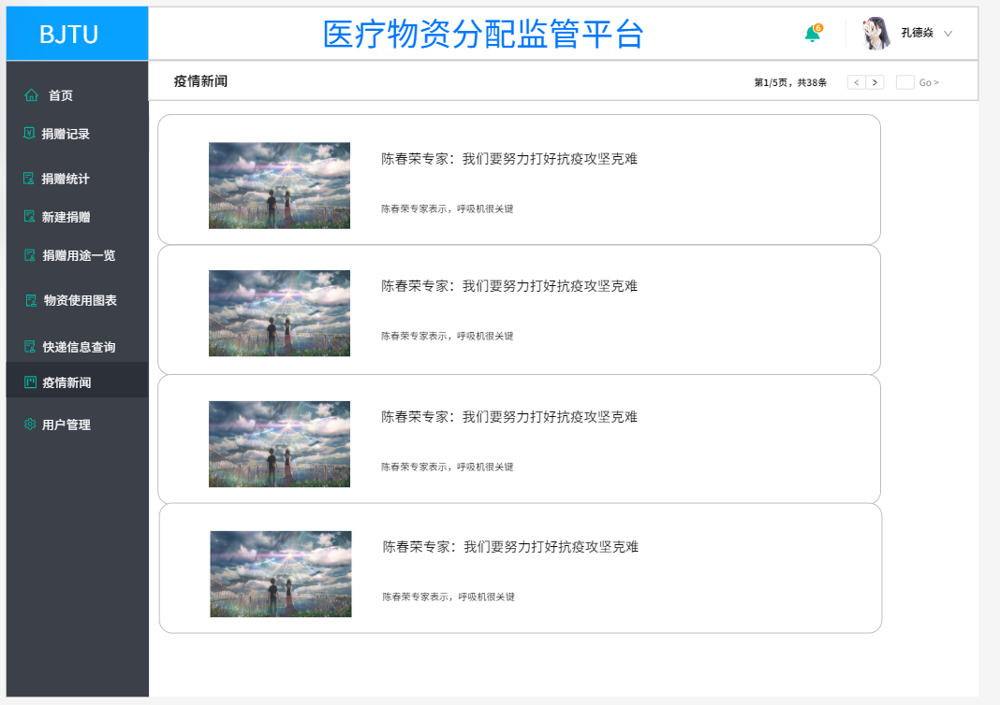 BJTU
医疗物资分配监管平台
6
孔德焱
疫情新闻
第1/5页，共38条
< >
Go >
首页
捐赠记录
捐赠统计
新建捐赠
捐赠用途一览
物资使用图表
快递信息查询
疫情新闻
用户管理
陈春荣专家：我们要努力打好抗疫攻坚克难
陈春荣专家表示，呼吸机很关键
陈春荣专家：我们要努力打好抗疫攻坚克难
陈春荣专家表示，呼吸机很关键
陈春荣专家：我们要努力打好抗疫攻坚克难
陈春荣专家表示，呼吸机很关键
陈春荣专家：我们要努力打好抗疫攻坚克难
陈春荣专家表示，呼吸机很关键